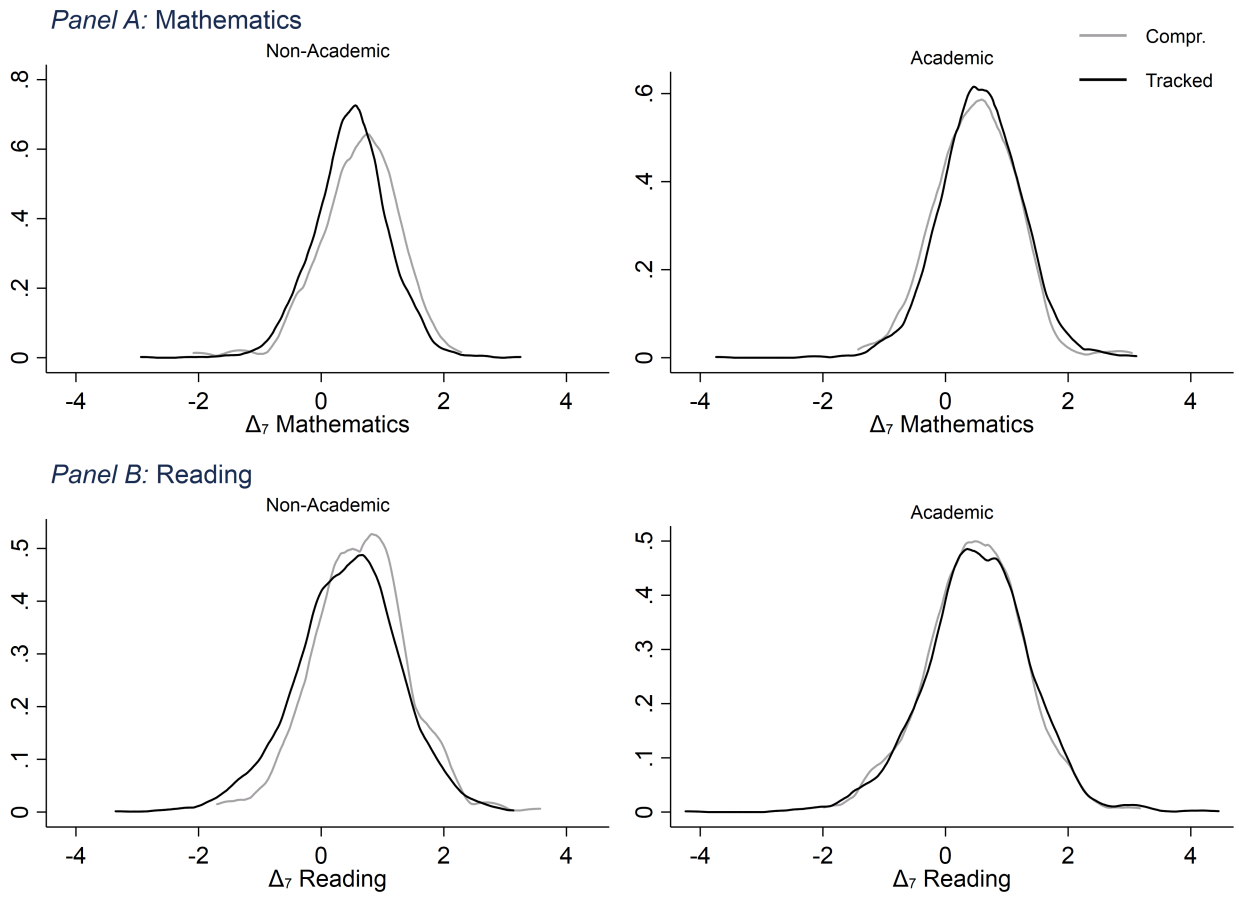 Panel A: Mathematics
Compr.
Tracked
Non-Academic
.8
.6
.4
.2
0
-4 -2 0 2 4
Δ₇ Mathematics
Academic
.6
.4
.2
0
-4 -2 0 2 4
Δ₇ Mathematics
Panel B: Reading
Non-Academic
.5
.4
.3
.2
.1
0
-4 -2 0 2 4
Δ₇ Reading
Academic
.5
.4
.3
.2
.1
0
-4 -2 0 2 4
Δ₇ Reading